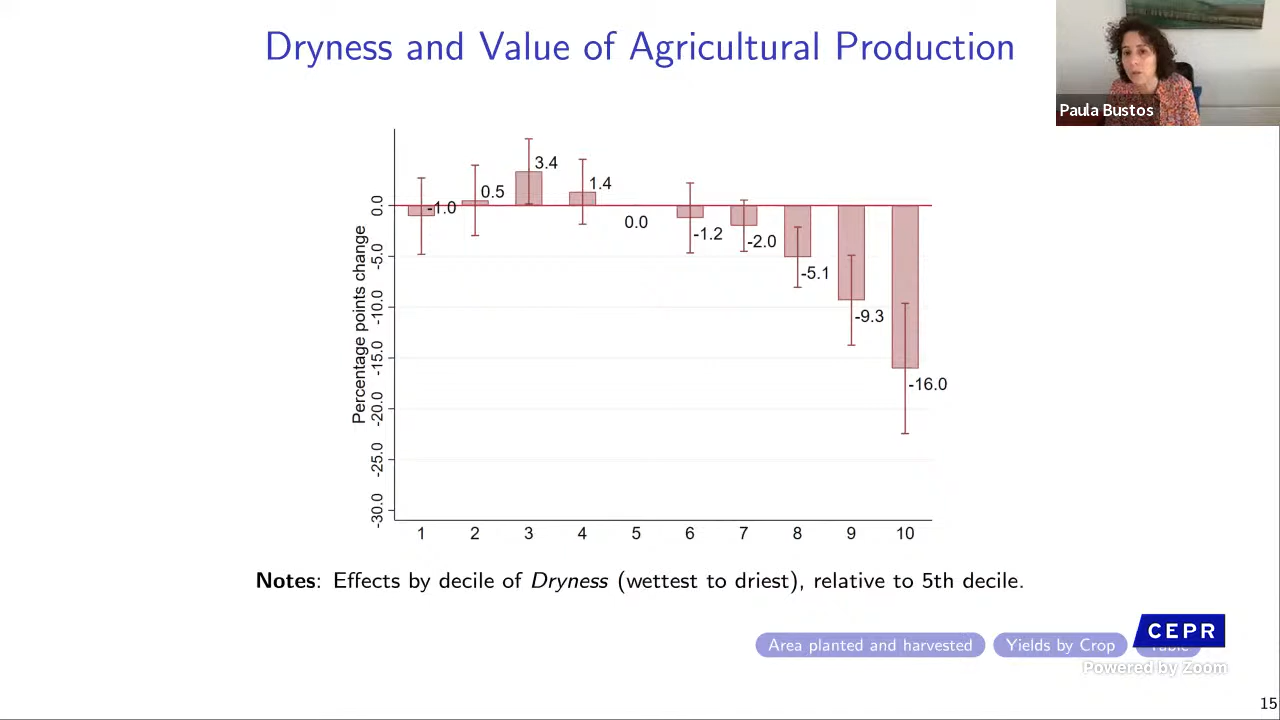 Dryness and Value of Agricultural Production
Paula Bustos
Percentage points change
0.0
-5.0
-10.0
-15.0
-20.0
-25.0
-30.0
-1.0
0.5
3.4
1.4
0.0
-1.2
-2.0
-5.1
-9.3
-16.0
1 2 3 4 5 6 7 8 9 10
Notes: Effects by decile of Dryness (wettest to driest), relative to 5th decile.
CEPR
Area planted and harvested Yields by Crop Table
Powered by Zoom
15